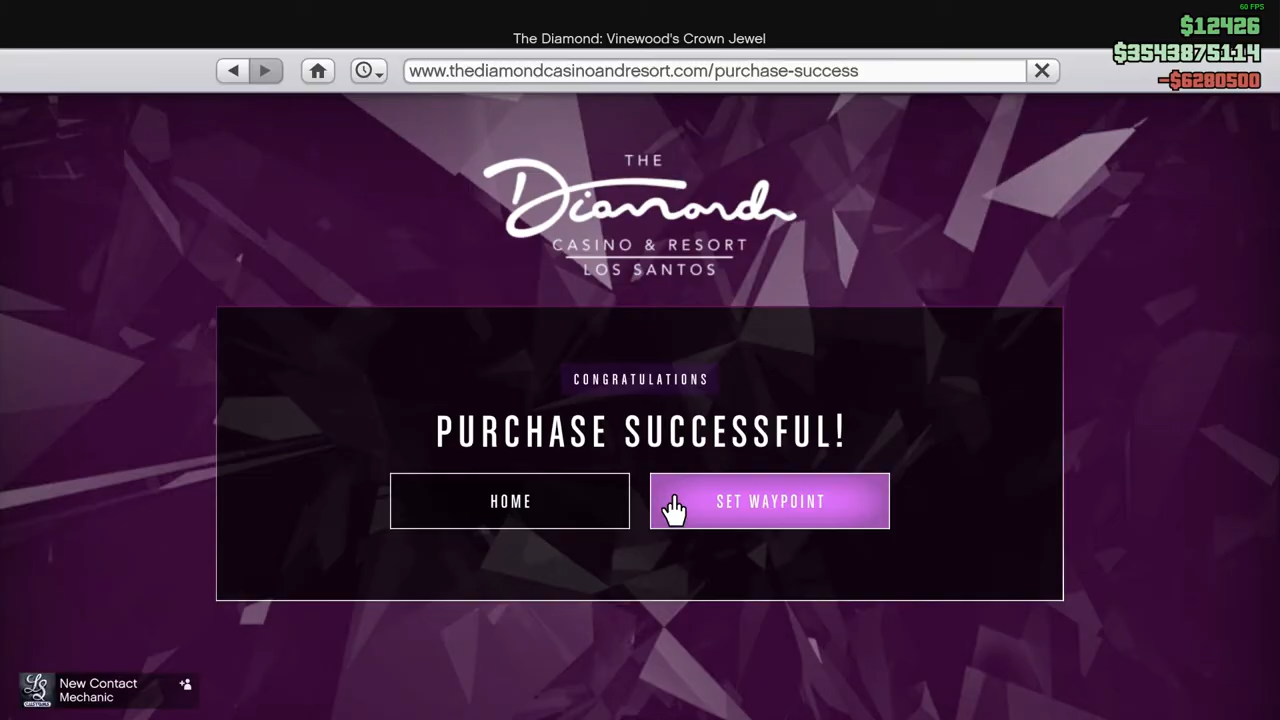 60 FPS
$12426
The Diamond: Vinewood's Crown Jewel
$3543875114
www.thediamondcasinoandresort.com/purchase-success
-$6280500
THE
Diamond
CASINO & RESORT
LOS SANTOS
CONGRATULATIONS
PURCHASE SUCCESSFUL!
HOME
SET WAYPOINT
New Contact
Mechanic